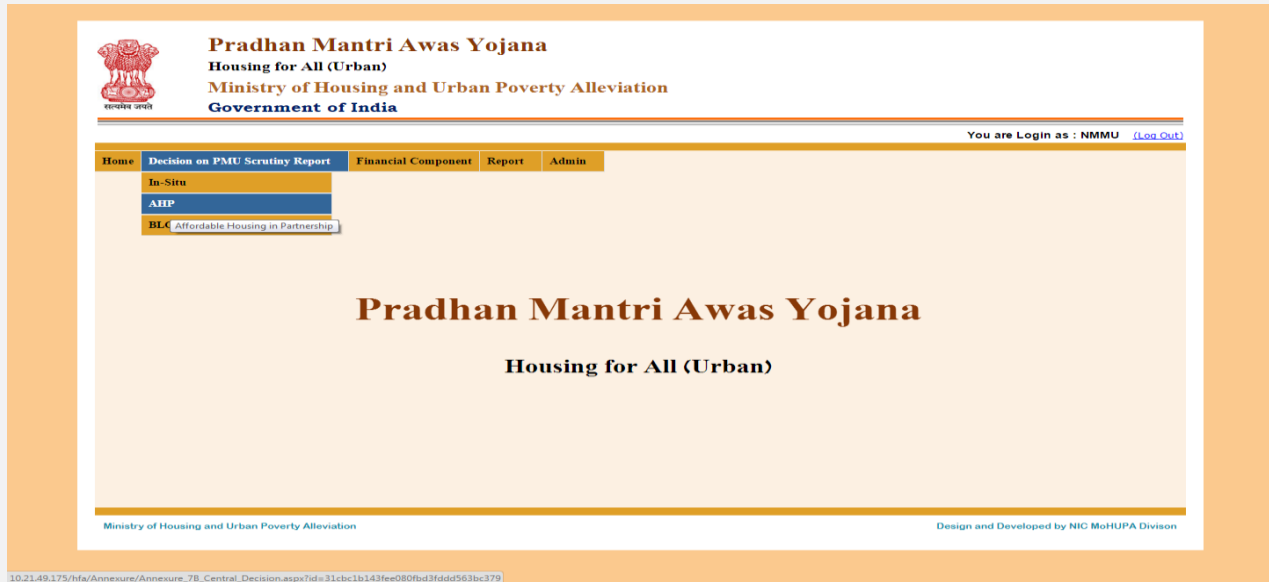 Pradhan Mantri Awas Yojana
Housing for All (Urban)
Ministry of Housing and Urban Poverty Alleviation
Government of India
सत्यमेव जयते
You are Login as : NMMU (Log Out)
Home Decision on PMU Scrutiny Report Financial Component Report Admin
In-Situ
AHP
BLC Affordable Housing in Partnership
Pradhan Mantri Awas Yojana
Housing for All (Urban)
Ministry of Housing and Urban Poverty Alleviation Design and Developed by NIC MoHUPA Divison
10.21.49.175/hfa/Annexure/Annexure_7B_Central_Decision.aspx?id=31cbc1b143fee080fbd3fddd563bc379